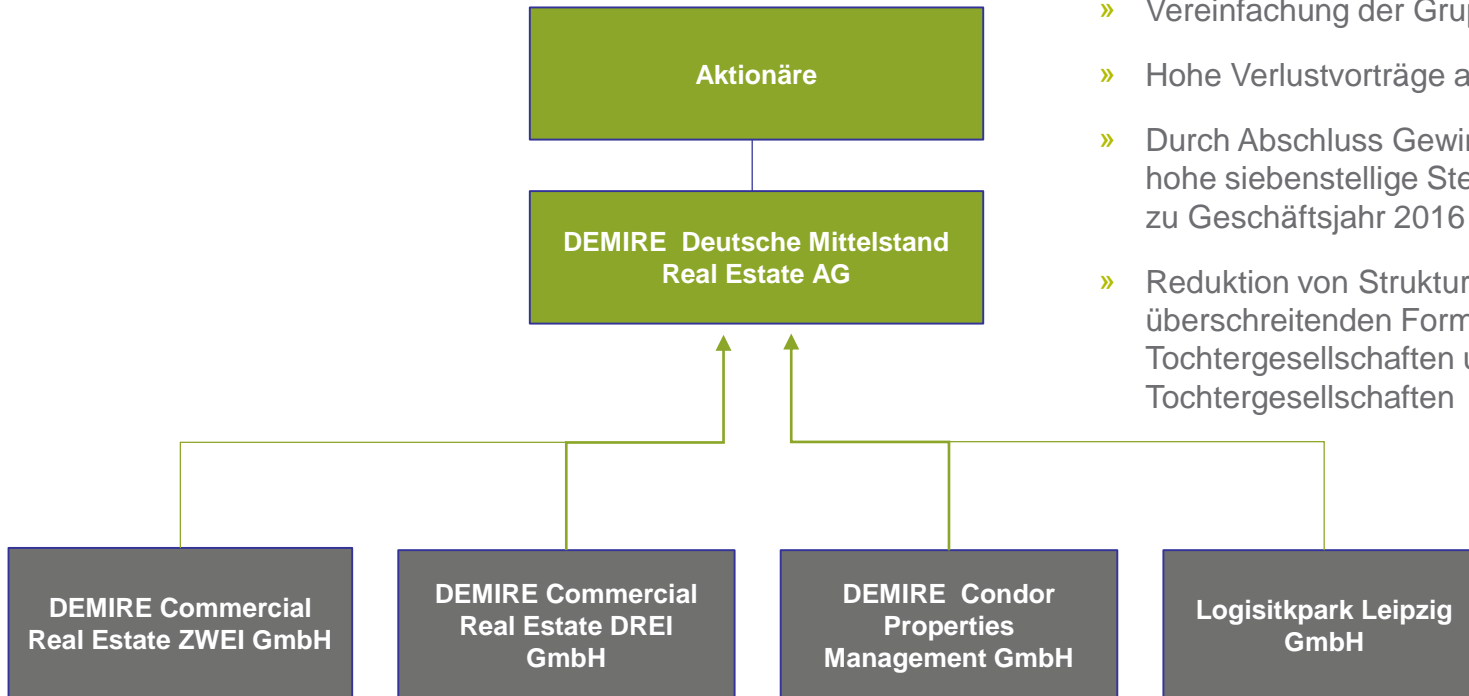 Aktionäre
DEMIRE Deutsche Mittelstand
Real Estate AG
DEMIRE Commercial
Real Estate ZWEI GmbH
DEMIRE Commercial
Real Estate DREI
GmbH
DEMIRE Condor
Properties
Management GmbH
Logisitkpark Leipzig
GmbH
» Vereinfachung der
» Hohe Verlustvorträge
» Durch Abschluss
hohe siebenstellige
zu Geschäftsjahr 2016
» Reduktion von
überschreitenden
Tochtergesellschaften
Tochtergesellschaften